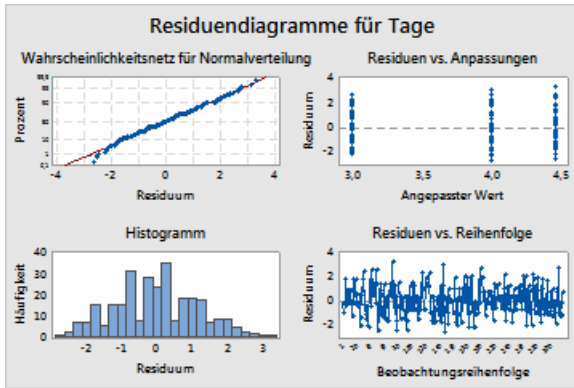 Residuendiagramme für Tage
Wahrscheinlichkeitsnetz für Normalverteilung
Prozent
-4 -2 0 2 4
Residuum
Residuen vs. Anpassungen
Residuum
4
2
0
-2
3,0 3,5 4,0 4,5
Angepasster Wert
Histogramm
Häufigkeit
40
30
20
10
0
-2 -1 0 1 2 3
Residuum
Residuen vs. Reihenfolge
Residuum
4
2
0
-2
Beobachtungsreihenfolge